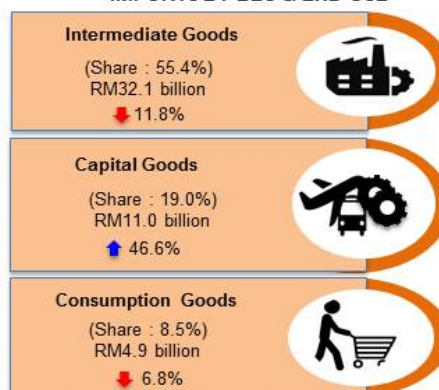 Intermediate Goods
(Share : 55.4%)
RM32.1 billion
11.8%
Capital Goods
(Share : 19.0%)
RM11.0 billion
46.6%
Consumption Goods
(Share : 8.5%)
RM4.9 billion
6.8%